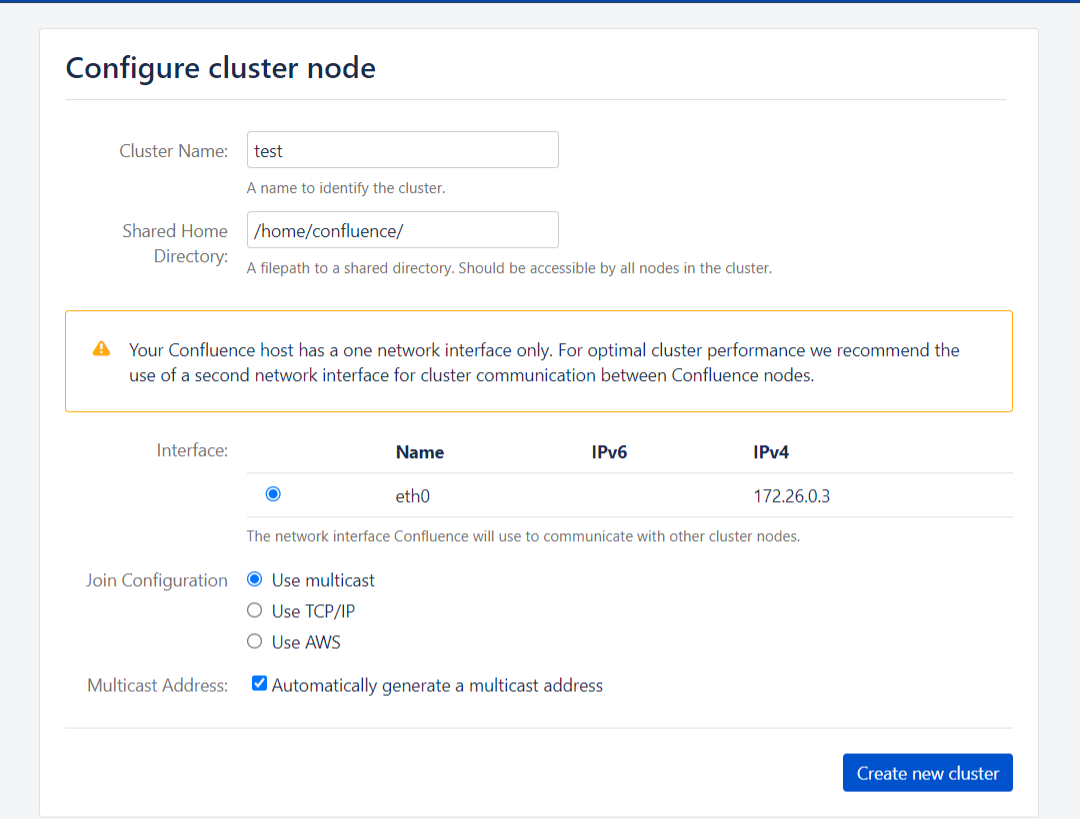 Configure cluster node
Cluster Name:
test
A name to identify the cluster.
Shared Home
Directory:
/home/confluence/
A filepath to a shared directory. Should be accessible by all nodes in the cluster.
Your Confluence host has a one network interface only. For optimal cluster performance we recommend the
use of a second network interface for cluster communication between Confluence nodes.
Interface:
Name IPv6 IPv4
eth0 172.26.0.3
The network interface Confluence will use to communicate with other cluster nodes.
Join Configuration
Use multicast
Use TCP/IP
Use AWS
Multicast Address:
Automatically generate a multicast address
Create new cluster